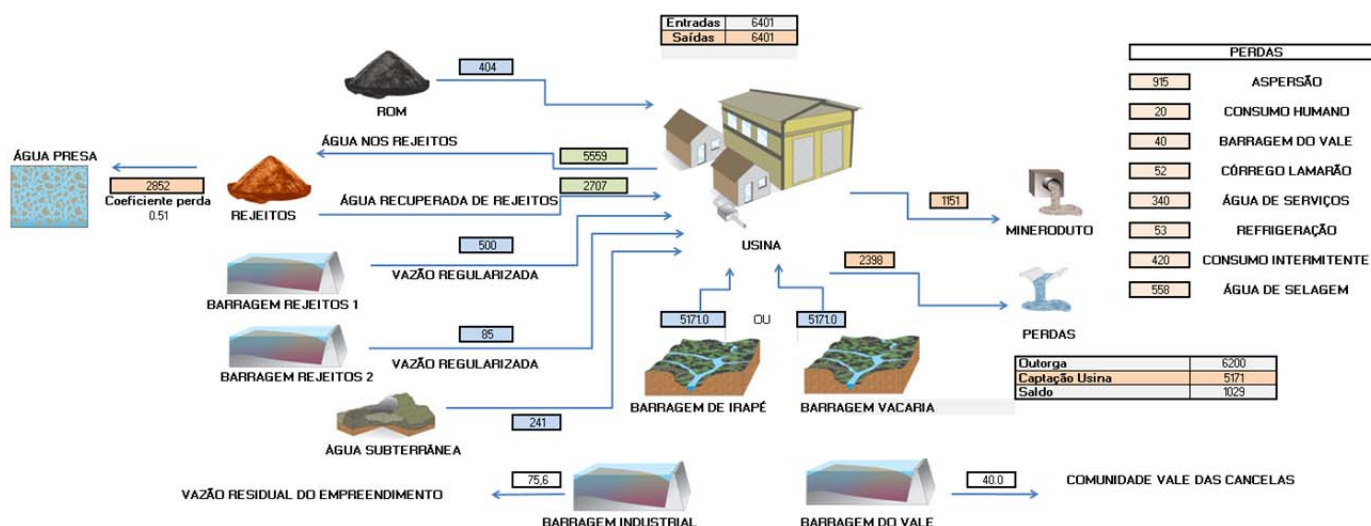 Entradas 6401
Saídas 6401
404
ROM
ÁGUA NOS REJEITOS
5559
ÁGUA PRESA
2852
Coeficiente perda
0.51
REJEITOS
2707
ÁGUA RECUPERADA DE REJEITOS
500
VAZÃO REGULARIZADA
BARRAGEM REJEITOS 1
85
VAZÃO REGULARIZADA
BARRAGEM REJEITOS 2
241
ÁGUA SUBTERRÂNEA
USINA
1151
MINERODUTO
2398
PERDAS
5171.0 OU 5171.0
BARRAGEM DE IRAPÉ
BARRAGEM VACARIA
PERDAS
915 ASPERSÃO
20 CONSUMO HUMANO
40 BARRAGEM DO VALE
52 CÓRREGO LAMARÃO
340 ÁGUA DE SERVIÇOS
53 REFRIGERAÇÃO
420 CONSUMO INTERMITENTE
558 ÁGUA DE SELAGEM
Outorga 6200
Captação Usina 5171
Saldo 1029
75,6
VAZÃO RESIDUAL DO EMPREENDIMENTO
BARRAGEM INDUSTRIAL
40.0
COMUNIDADE VALE DAS CANCELAS
BARRAGEM DO VALE